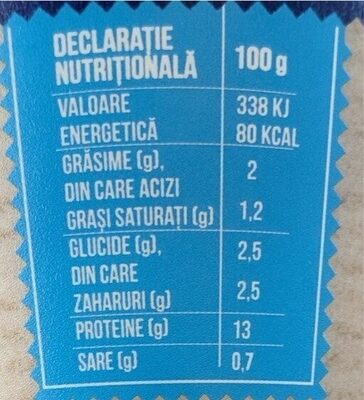 DECLARAȚIE
NUTRIȚIONALĂ 100 g
VALOARE 338 KJ
ENERGETICĂ 80 KCAL
GRĂSIME (g), 2
DIN CARE ACIZI
GRAȘI SATURAȚI (g) 1,2
GLUCIDE (g), 2,5
DIN CARE
ZAHARURI (g) 2,5
PROTEINE (g) 13
SARE (g) 0,7